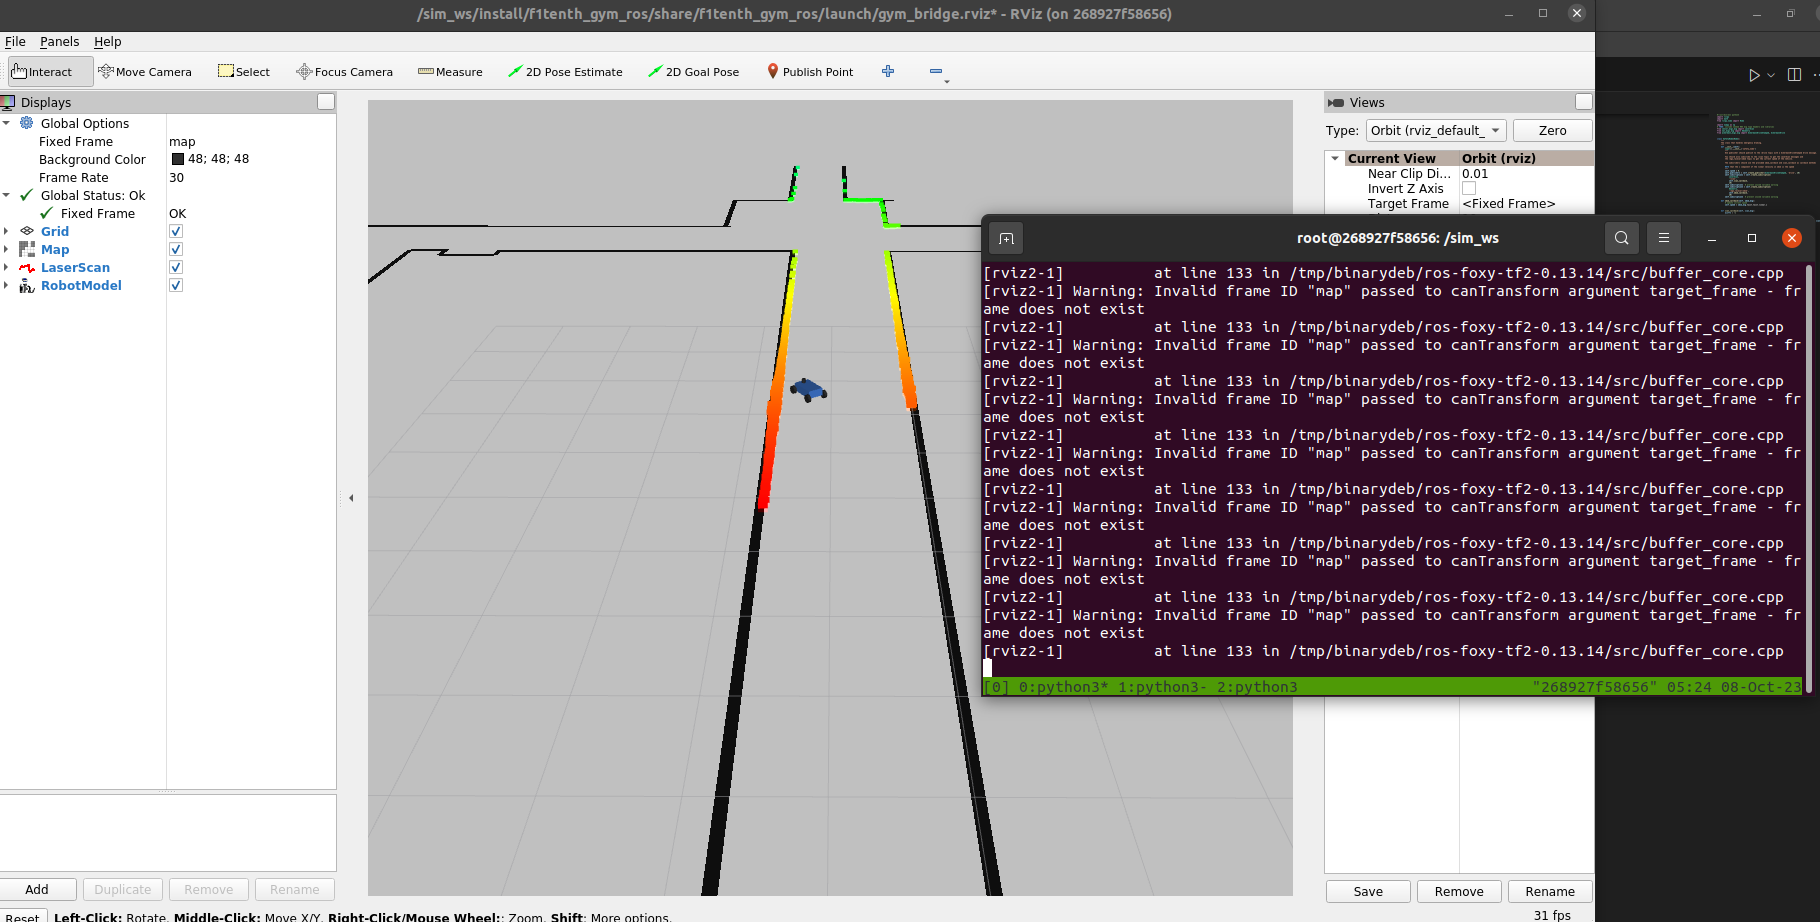 /sim_ws/install/f1tenth_gym_ros/share/f1tenth_gym_ros/launch/gym_bridge.rviz* - RViz (on 268927f58656)
File Panels Help
Interact Move Camera Select Focus Camera Measure 2D Pose Estimate 2D Goal Pose Publish Point
Displays
Global Options
Fixed Frame map
Background Color 48; 48; 48
Frame Rate 30
Global Status: Ok
Fixed Frame OK
Grid
Map
LaserScan
RobotModel
Add Duplicate Remove Rename
Reset Left-Click: Rotate. Middle-Click: Move X/Y. Right-Click/Mouse Wheel:: Zoom. Shift: More options.
Views
Type: Orbit (rviz_default_ Zero
Current View Orbit (rviz)
Near Clip Di... 0.01
Invert Z Axis
Target Frame <Fixed Frame>
root@268927f58656: /sim_ws
[rviz2-1] at line 133 in /tmp/binarydeb/ros-foxy-tf2-0.13.14/src/buffer_core.cpp
[rviz2-1] Warning: Invalid frame ID "map" passed to canTransform argument target_frame - fr
ame does not exist
[rviz2-1] at line 133 in /tmp/binarydeb/ros-foxy-tf2-0.13.14/src/buffer_core.cpp
[rviz2-1] Warning: Invalid frame ID "map" passed to canTransform argument target_frame - fr
ame does not exist
[rviz2-1] at line 133 in /tmp/binarydeb/ros-foxy-tf2-0.13.14/src/buffer_core.cpp
[rviz2-1] Warning: Invalid frame ID "map" passed to canTransform argument target_frame - fr
ame does not exist
[rviz2-1] at line 133 in /tmp/binarydeb/ros-foxy-tf2-0.13.14/src/buffer_core.cpp
[rviz2-1] Warning: Invalid frame ID "map" passed to canTransform argument target_frame - fr
ame does not exist
[rviz2-1] at line 133 in /tmp/binarydeb/ros-foxy-tf2-0.13.14/src/buffer_core.cpp
[rviz2-1] Warning: Invalid frame ID "map" passed to canTransform argument target_frame - fr
ame does not exist
[rviz2-1] at line 133 in /tmp/binarydeb/ros-foxy-tf2-0.13.14/src/buffer_core.cpp
[rviz2-1] Warning: Invalid frame ID "map" passed to canTransform argument target_frame - fr
ame does not exist
[rviz2-1] at line 133 in /tmp/binarydeb/ros-foxy-tf2-0.13.14/src/buffer_core.cpp
[rviz2-1] Warning: Invalid frame ID "map" passed to canTransform argument target_frame - fr
ame does not exist
[rviz2-1] at line 133 in /tmp/binarydeb/ros-foxy-tf2-0.13.14/src/buffer_core.cpp
[0] 0:python3* 1:python3- 2:python3 "268927f58656" 05:24 08-Oct-23
Save Remove Rename
31 fps